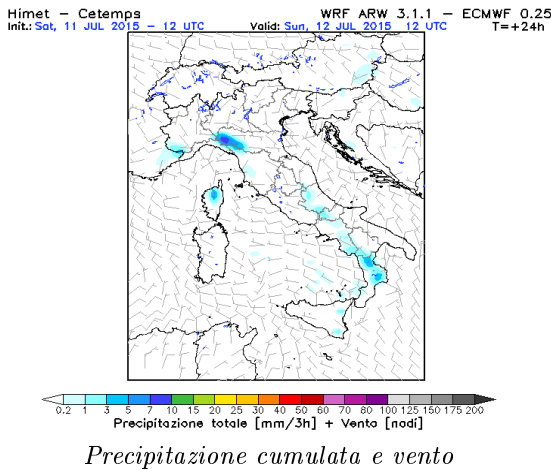 Himet - Cetemps WRF ARW 3.1.1 - ECMWF 0.25
Init.: Sat, 11 JUL 2015 - 12 UTC Valid: Sun, 12 JUL 2015 12 UTC T=+24h
0.2 1 3 5 7 10 15 20 25 30 40 50 60 70 80 90 100 125 150 175 200
Precipitazione totale [mm/3h] + Vento [nodi]
Precipitazione cumulata e vento